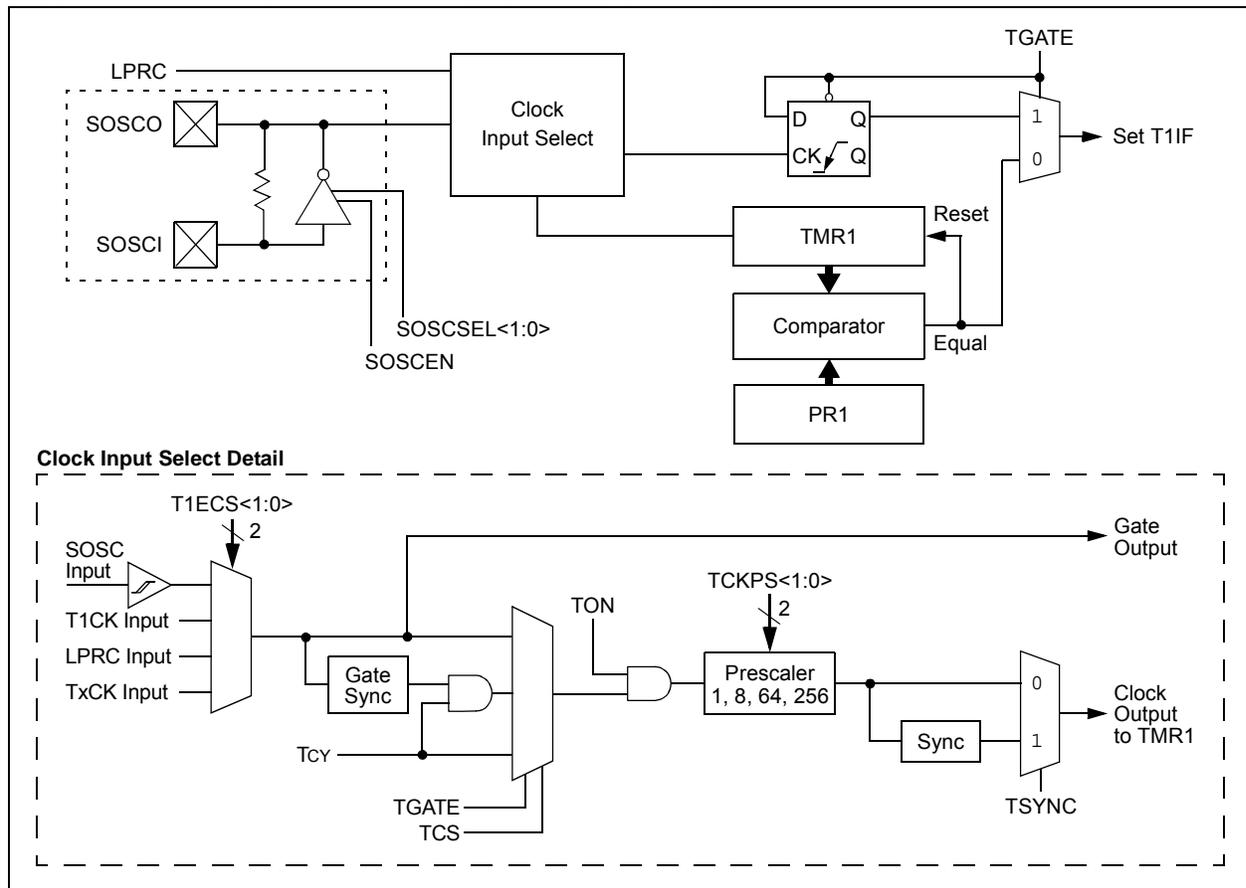 TGATE
LPRC
SOSCO
SOSCI
Clock
Input Select
D
Q
CK
Q
1
0
Set T1IF
Reset
TMR1
Comparator
Equal
PR1
SOSCSEL<1:0>
SOSCEN
Clock Input Select Detail
T1ECS<1:0>
2
SOSC
Input
T1CK Input
LPRC Input
TxCK Input
Gate
Output
Gate
Sync
TCY
TGATE
TCS
TON
TCKPS<1:0>
2
Prescaler
1, 8, 64, 256
Sync
0
1
TSYNC
Clock
Output
to TMR1